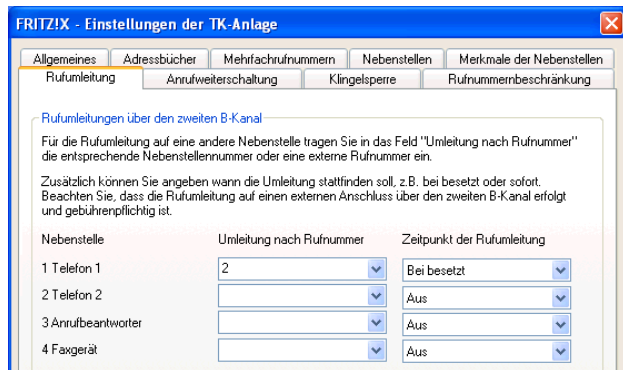 FRITZ!X - Einstellungen der TK-Anlage
Allgemeines Adressbücher Mehrfachrufnummern Nebenstellen Merkmale der Nebenstellen
Rufumleitung Anrufweiterschaltung Klingelsperre Rufnummernbeschränkung
Rufumleitungen über den zweiten B-Kanal
Für die Rufumleitung auf eine andere Nebenstelle tragen Sie in das Feld "Umleitung nach Rufnummer"
die entsprechende Nebenstellennummer oder eine externe Rufnummer ein.
Zusätzlich können Sie angeben wann die Umleitung stattfinden soll, z.B. bei besetzt oder sofort.
Beachten Sie, dass die Rufumleitung auf einen externen Anschluss über den zweiten B-Kanal erfolgt
und gebührenpflichtig ist.
Nebenstelle Umleitung nach Rufnummer Zeitpunkt der Rufumleitung
1 Telefon 1 2 Bei besetzt
2 Telefon 2 Aus
3 Anrufbeantworter Aus
4 Faxgerät Aus